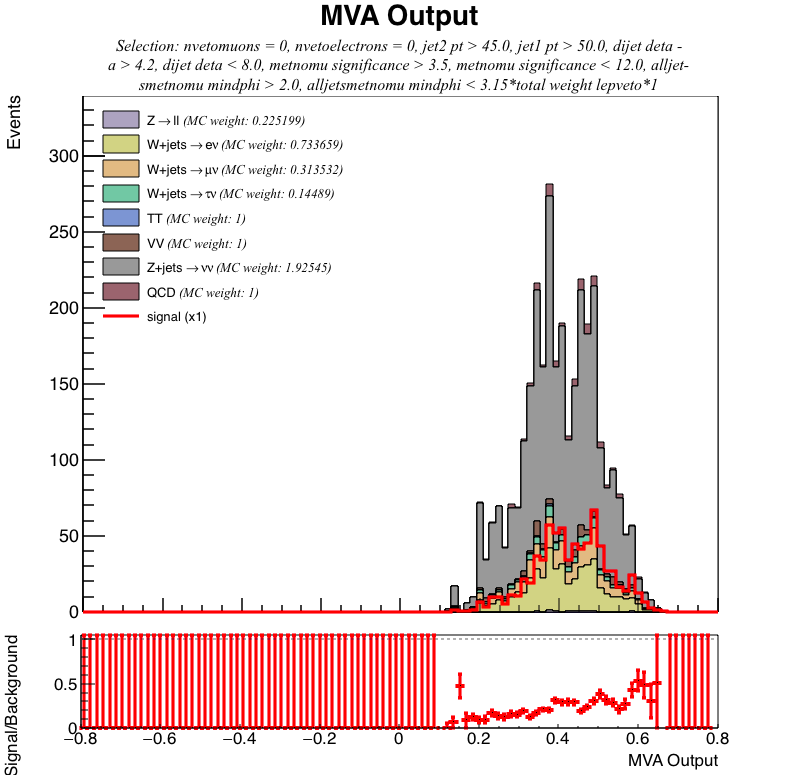 MVA Output
Selection: nvetomuons = 0, nvetoelectrons = 0, jet2 pt > 45.0, jet1 pt > 50.0, dijet deta -
a > 4.2, dijet deta < 8.0, metnomu significance > 3.5, metnomu significance < 12.0, alljet-
smetnomu mindphi > 2.0, alljetsmetnomu mindphi < 3.15*total weight lepveto*1
Events
Z→ll (MC weight: 0.225199)
W+jets→eν (MC weight: 0.733659)
W+jets→μν (MC weight: 0.313532)
W+jets→τν (MC weight: 0.14489)
TT (MC weight: 1)
VV (MC weight: 1)
Z+jets→νν (MC weight: 1.92545)
QCD (MC weight: 1)
signal (x1)
300
250
200
150
100
50
0
Signal/Background
1
0.5
0
−0.8 −0.6 −0.4 −0.2 0 0.2 0.4 0.6 0.8
MVA Output